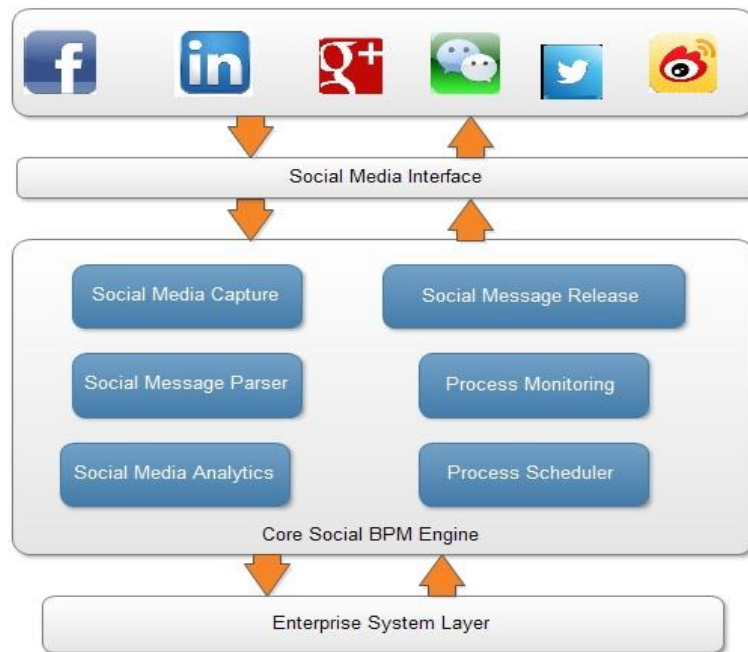 f
in
g+
Social Media Interface
Social Media Capture
Social Message Release
Social Message Parser
Process Monitoring
Social Media Analytics
Process Scheduler
Core Social BPM Engine
Enterprise System Layer